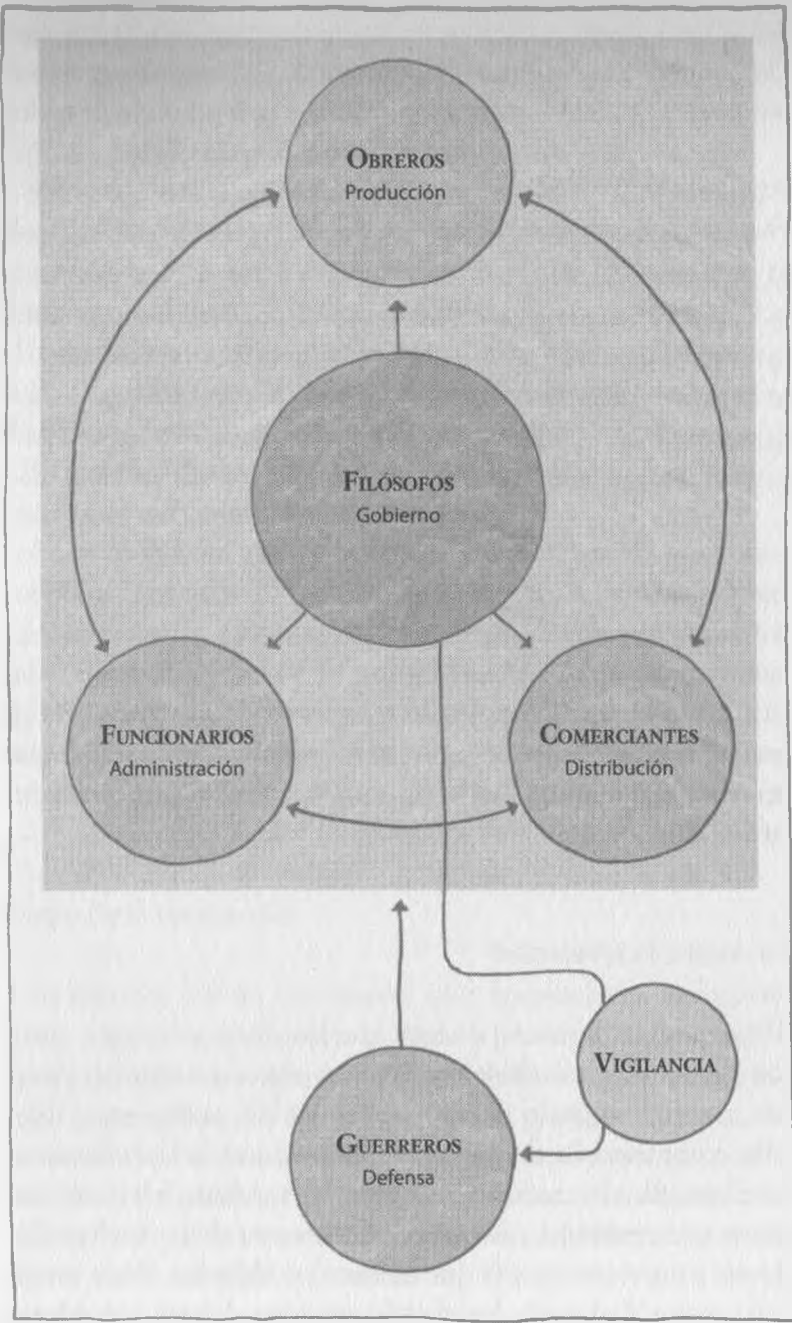 OBREROS
Producción
FILÓSOFOS
Gobierno
FUNCIONARIOS
Administración
COMERCIANTES
Distribución
VIGILANCIA
GUERREROS
Defensa